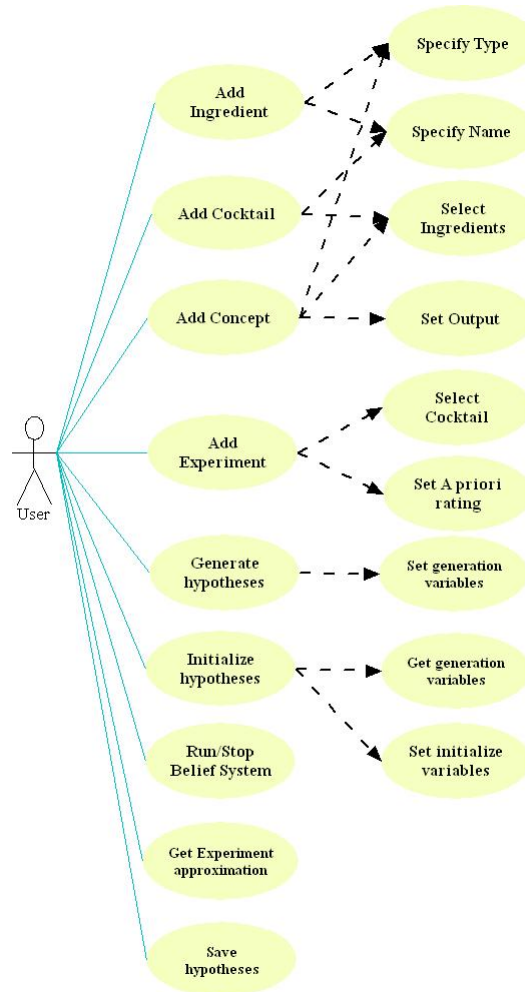 Specify Type
Add
Ingredient
Specify Name
Add Cocktail
Select
Ingredients
Add Concept
Set Output
Select
Cocktail
Add
Experiment
Set A priori
rating
User
Generate
hypotheses
Set generation
variables
Initialize
hypotheses
Get generation
variables
Run/Stop
Belief System
Set initialize
variables
Get Experiment
approximation
Save
hypotheses